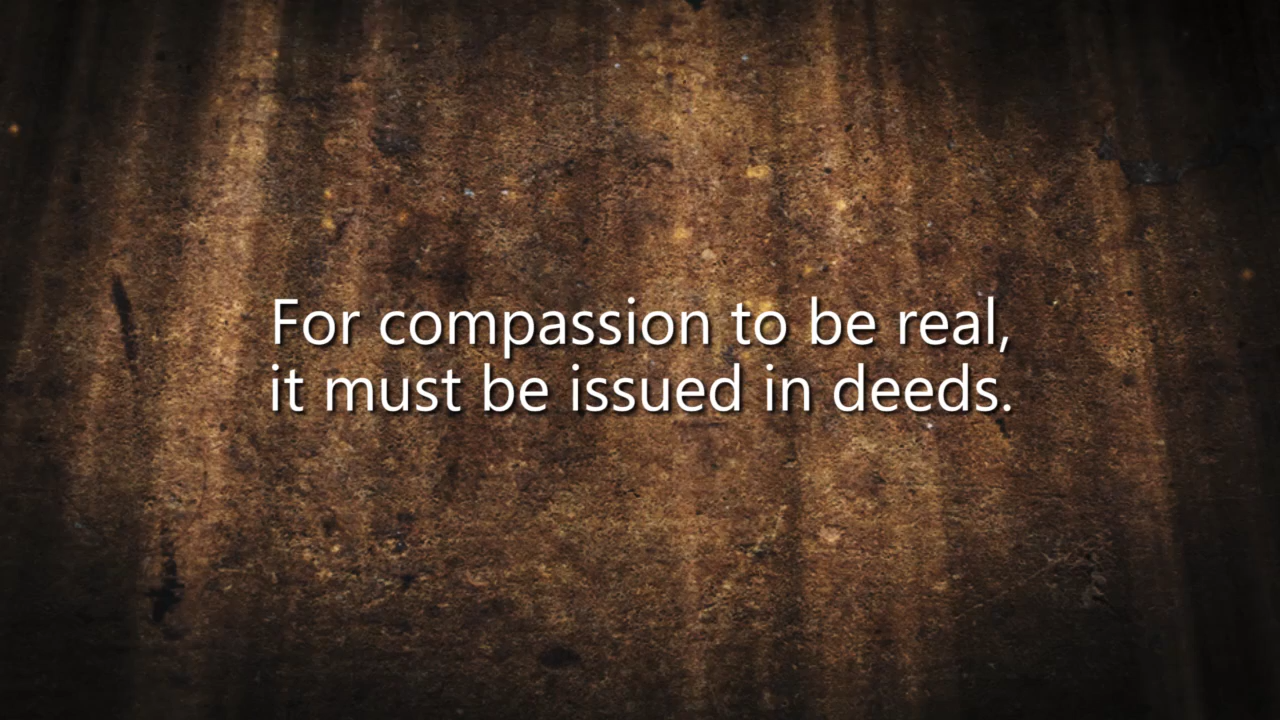 For compassion to be real,
it must be issued in deeds.